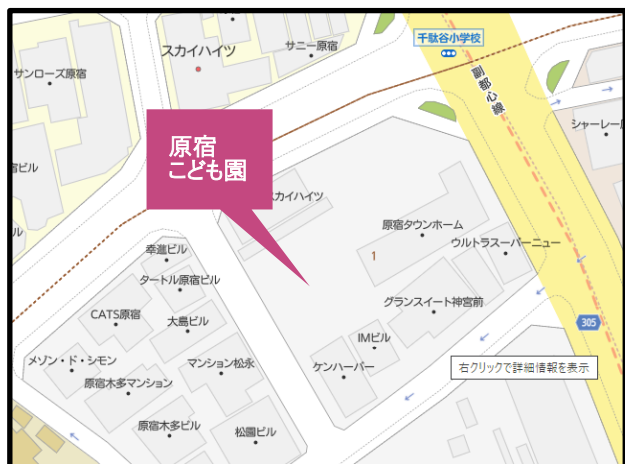 千駄谷小学校
スカイハイツ
サニー原宿
サンローズ原宿
副都心線
シャーレー
宿ビル
原宿
こども園
スカイハイツ
原宿タウンホーム
ウルトラスーパーニュー
ル
幸進ビル
タートル原宿ビル
1
CATS原宿
大島ビル
グランスイート神宮前
305
IMビル
メゾン・ド・シモン
マンション松永
ケンハーバー
右クリックで詳細情報を表示
原宿木多マンション
原宿木多ビル
松園ビル